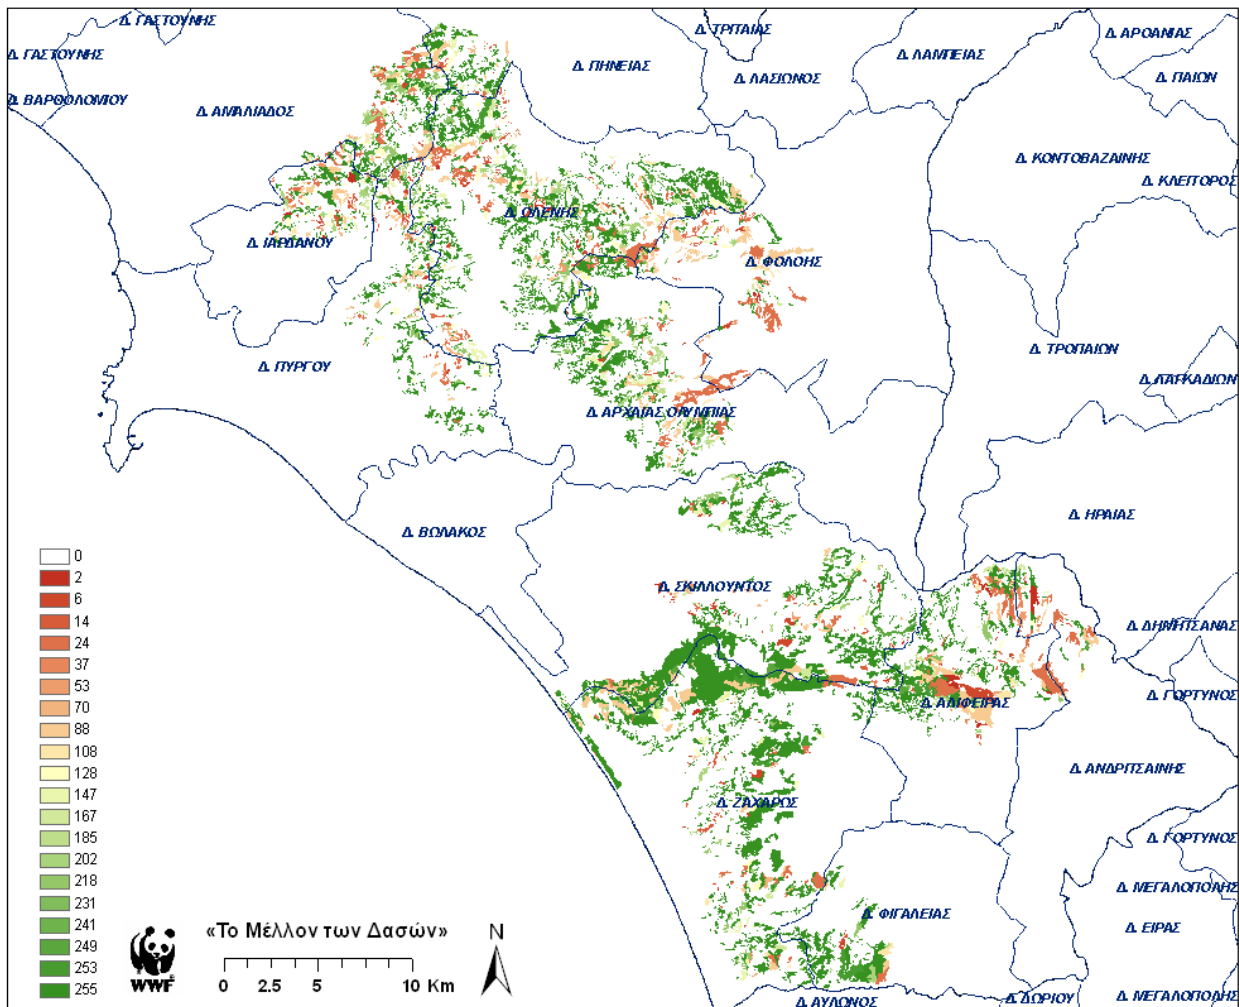 Δ. ΓΑΣΤΟΥΝΗΣ
Δ. ΤΡΙΤΑΙΑΣ
Δ. ΑΡΟΑΝΙΑΣ
Δ. ΓΑΣΤΟΥΝΗΣ
Δ. ΠΗΝΕΙΑΣ
Δ. ΛΑΣΙΩΝΟΣ
Δ. ΛΑΜΠΕΙΑΣ
Δ. ΠΑΙΩΝ
Δ. ΒΑΡΘΟΛΟΜΙΟΥ
Δ. ΑΜΑΛΙΑΔΟΣ
Δ. ΚΟΝΤΟΒΑΖΑΙΝΗΣ
Δ. ΚΛΕΙΤΟΡΟΣ
Δ. ΩΛΕΝΗΣ
Δ. ΙΑΡΔΑΝΟΥ
Δ. ΦΟΛΟΗΣ
Δ. ΤΡΟΠΑΙΩΝ
Δ. ΠΥΡΓΟΥ
Δ. ΛΑΓΚΑΔΙΩΝ
Δ. ΑΡΧΑΙΑΣ ΟΛΥΜΠΙΑΣ
Δ. ΗΡΑΙΑΣ
Δ. ΒΩΛΑΚΟΣ
Δ. ΣΚΙΛΛΟΥΝΤΟΣ
Δ. ΔΗΜΗΤΣΑΝΑΣ
Δ. ΓΟΡΤΥΝΟΣ
Δ. ΑΛΙΦΕΙΡΑΣ
Δ. ΑΝΔΡΙΤΣΑΙΝΗΣ
Δ. ΖΑΧΑΡΩΣ
Δ. ΓΟΡΤΥΝΟΣ
Δ. ΜΕΓΑΛΟΠΟΛΗΣ
Δ. ΦΙΓΑΛΕΙΑΣ
Δ. ΕΙΡΑΣ
Δ. ΑΥΛΩΝΟΣ
Δ. ΔΩΡΙΟΥ
Δ. ΜΕΓΑΛΟΠΟΛΗΣ
0
2
6
14
24
37
53
70
88
108
128
147
167
185
202
218
231
241
249
253
255
WWF
«Το Μέλλον των Δασών»
0 2.5 5 10 Km
N